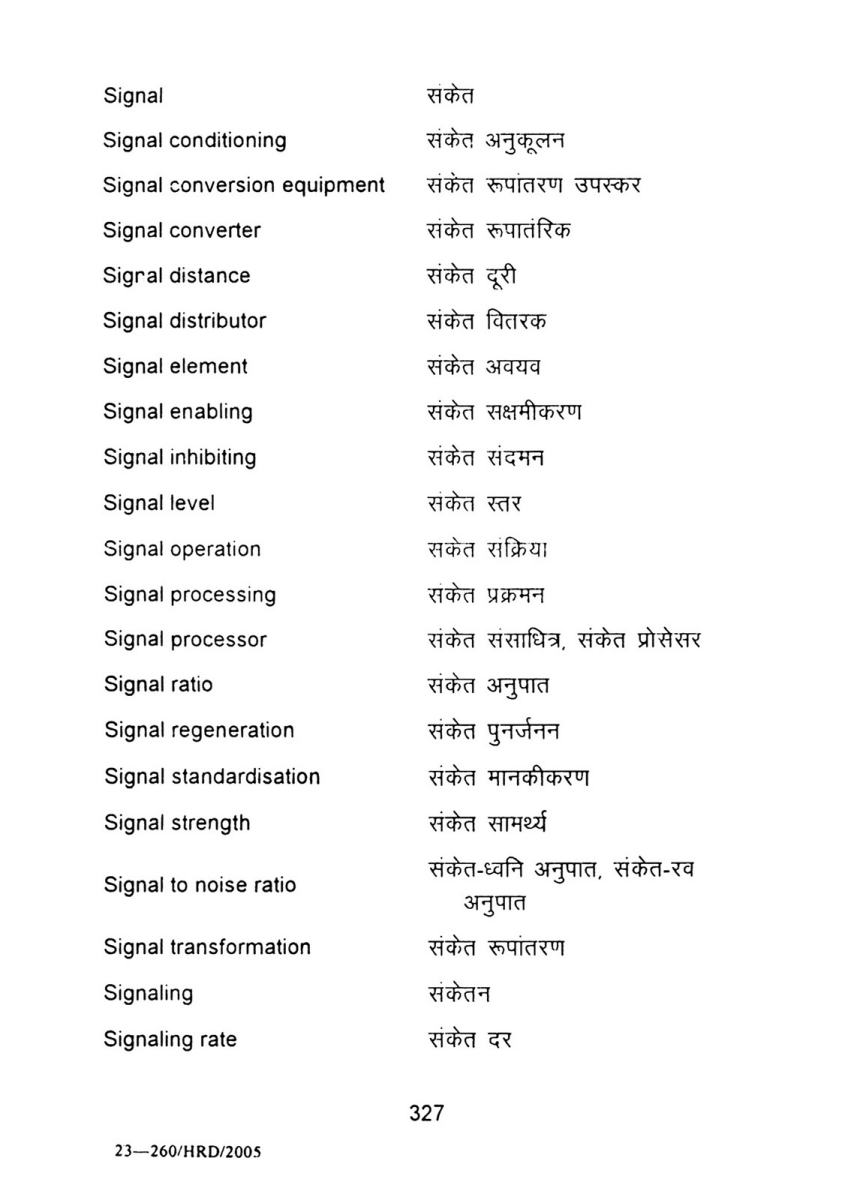 Signal संकेत
Signal conditioning संकेत अनुकूलन
Signal conversion equipment संकेत रूपांतरण उपस्कर
Signal converter संकेत रूपातंरिक
Signal distance संकेत दूरी
Signal distributor संकेत वितरक
Signal element संकेत अवयव
Signal enabling संकेत सक्षमीकरण
Signal inhibiting संकेत संदमन
Signal level संकेत स्तर
Signal operation सकेत संक्रिया
Signal processing संकेत प्रक्रमन
Signal processor संकेत संसाधित्र, संकेत प्रोसेसर
Signal ratio संकेत अनुपात
Signal regeneration संकेत पुनर्जनन
Signal standardisation संकेत मानकीकरण
Signal strength संकेत सामर्थ्य
Signal to noise ratio संकेत-ध्वनि अनुपात, संकेत-रव
अनुपात
Signal transformation संकेत रूपांतरण
Signaling संकेतन
Signaling rate संकेत दर
327
23—260/HRD/2005